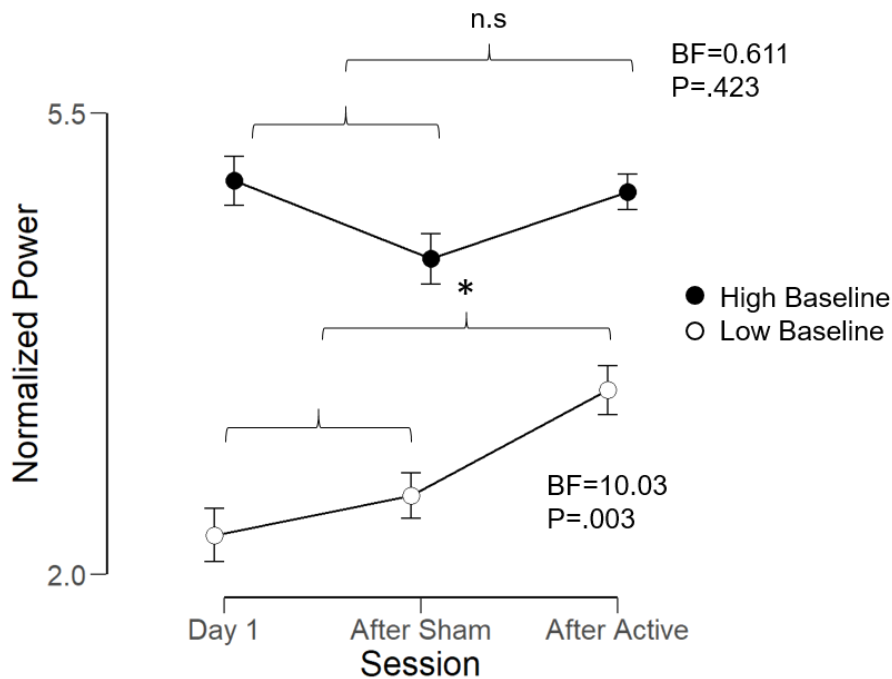 n.s
BF=0.611
P=.423
5.5
Normalized Power
*
High Baseline
Low Baseline
BF=10.03
P=.003
2.0
Day 1
After Sham
After Active
Session